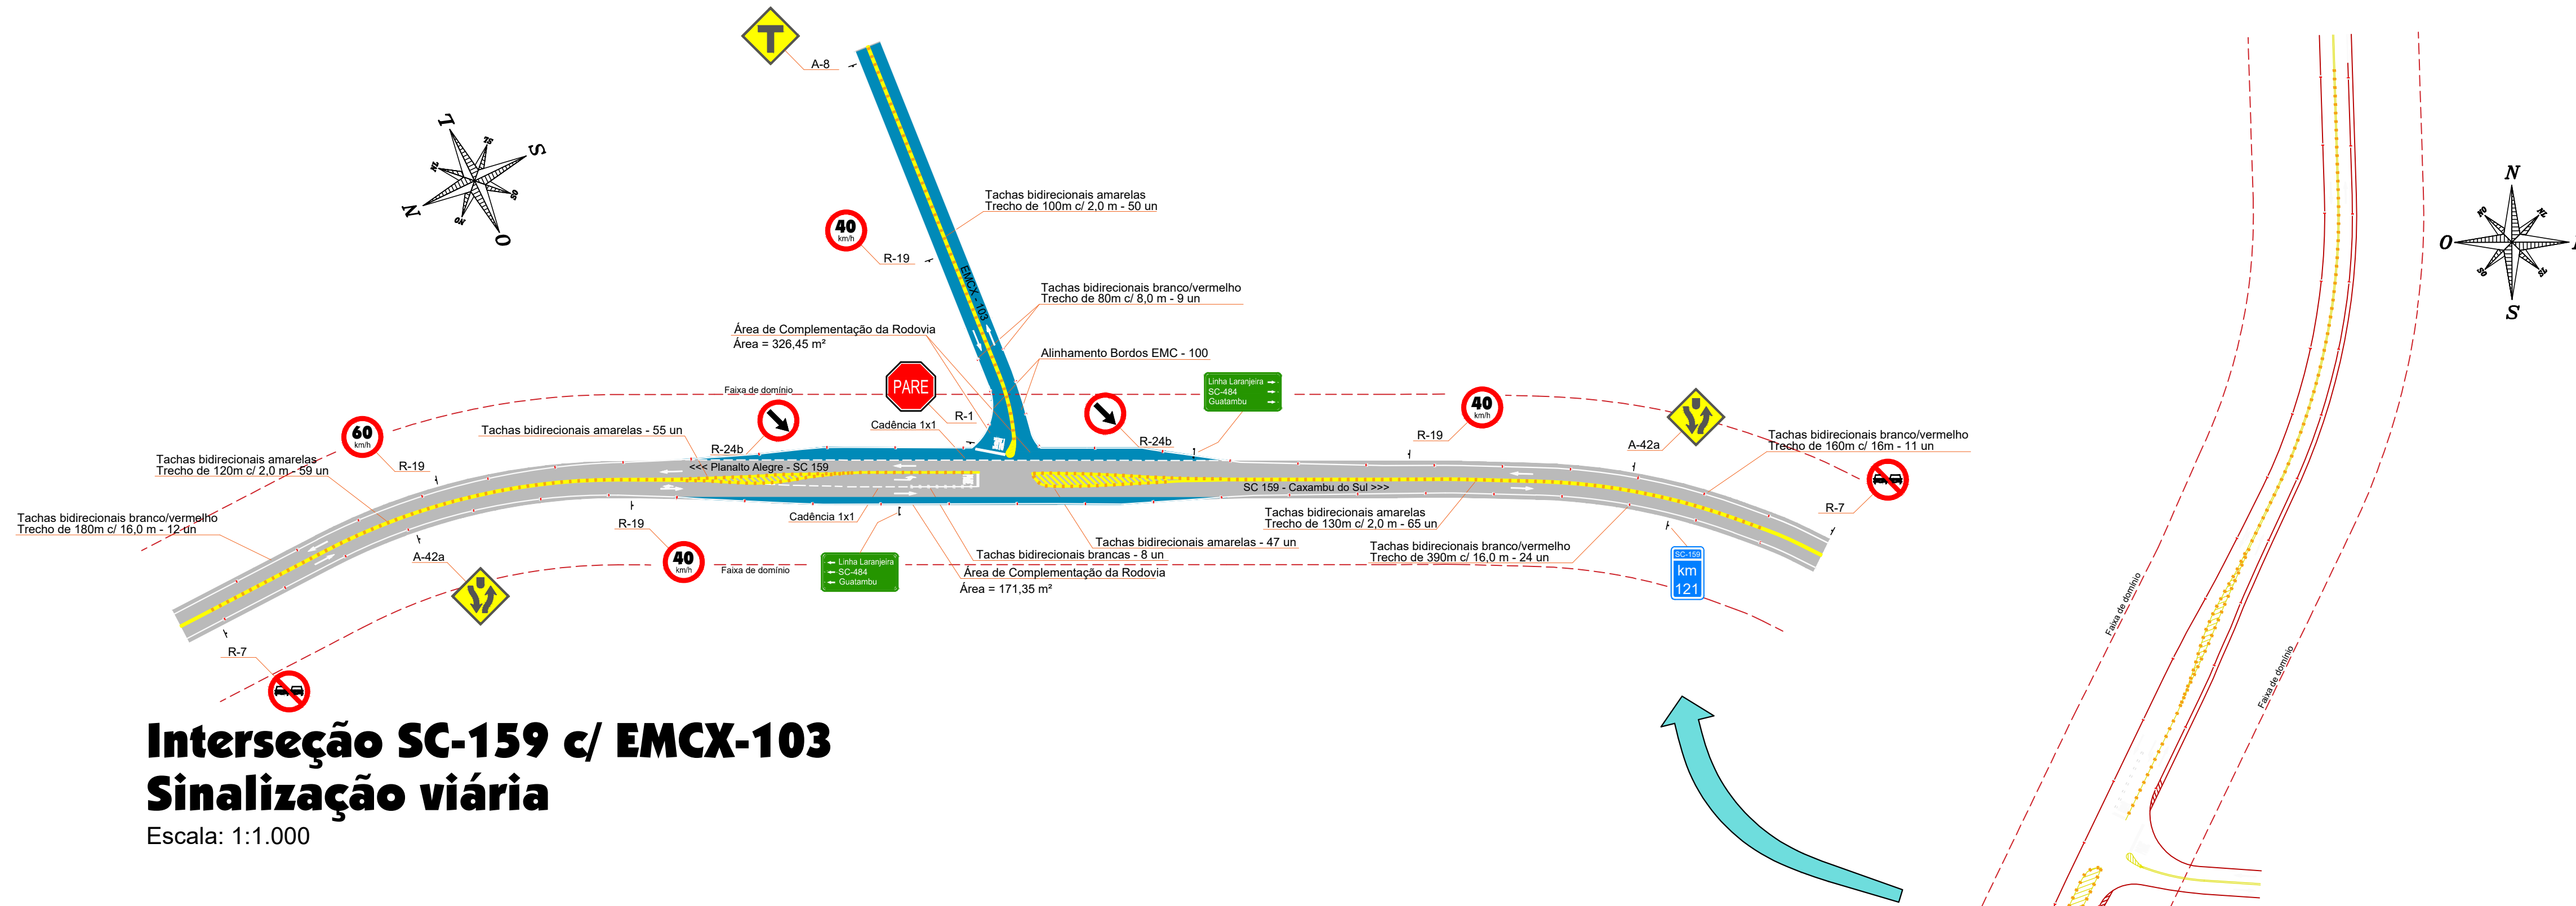 A-8
L
SL
S
NL
SO
N
NO
O
Tachas bidirecionais amarelas
Trecho de 100m c/ 2,0 m - 50 un
40
km/h
R-19
EMCX - 103
Tachas bidirecionais branco/vermelho
Trecho de 80m c/ 8,0 m - 9 un
Área de Complementação da Rodovia
Área = 326,45 m²
Alinhamento Bordos EMC - 100
PARE
R-1
Faixa de domínio
Cadência 1x1
Linha Laranjeira
SC-484
Guatambu
40
km/h
R-19
60
km/h
R-19
Tachas bidirecionais amarelas - 55 un
R-24b
R-24b
A-42a
Tachas bidirecionais branco/vermelho
Trecho de 160m c/ 16m - 11 un
R-7
Tachas bidirecionais amarelas
Trecho de 120m c/ 2,0 m - 59 un
<<< Planalto Alegre - SC 159
SC 159 - Caxambu do Sul >>>
Tachas bidirecionais branco/vermelho
Trecho de 180m c/ 16,0 m - 12 un
R-19
40
km/h
Cadência 1x1
Tachas bidirecionais amarelas
Trecho de 130m c/ 2,0 m - 65 un
Tachas bidirecionais amarelas - 47 un
Tachas bidirecionais brancas - 8 un
Tachas bidirecionais branco/vermelho
Trecho de 390m c/ 16,0 m - 24 un
A-42a
Linha Laranjeira
SC-484
Guatambu
Faixa de domínio
Área de Complementação da Rodovia
Área = 171,35 m²
SC-159
km
121
R-7
Interseção SC-159 c/ EMCX-103
Sinalização viária
Escala: 1:1.000
N
NO
NL
O
SO
SL
S
Faixa de domínio
Faixa de domínio